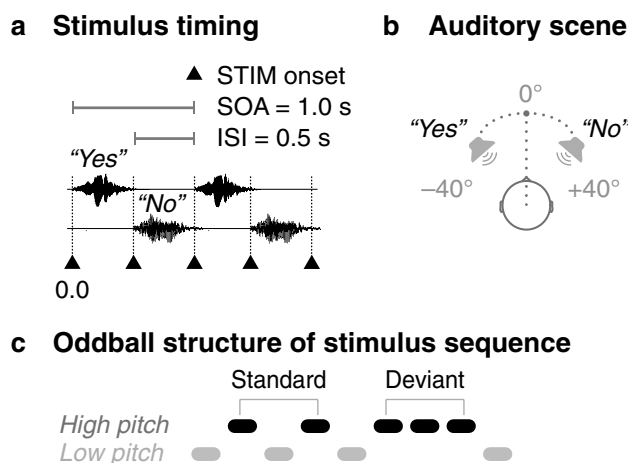 a Stimulus timing
▲ STIM onset
SOA = 1.0 s
ISI = 0.5 s
“Yes”
“No”
0.0
b Auditory scene
0°
“Yes” “No”
–40° +40°
c Oddball structure of stimulus sequence
Standard Deviant
High pitch
Low pitch